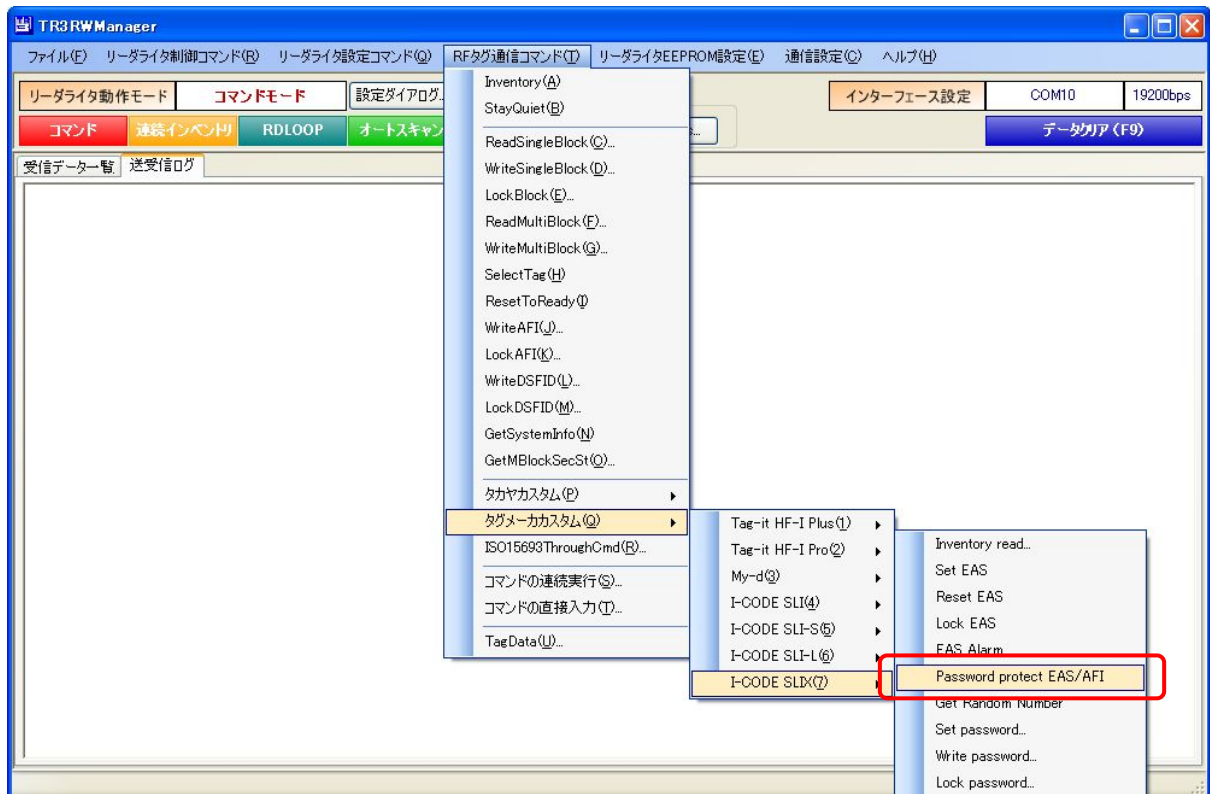 TR3RWManager
ファイル(F) リーダライタ制御コマンド(R) リーダライタ設定コマンド(Q) RFタグ通信コマンド(T) リーダライタEEPROM設定(E) 通信設定(C) ヘルプ(H)
リーダライタ動作モード コマンドモード 設定ダイアログ... インターフェース設定 COM10 19200bps
コマンド 連続インベントリ RDLOOP オートスキャン データクリア(F9)
受信データ一覧 送受信ログ
Inventory(A)
StayQuiet(B)
ReadSingleBlock(C)...
WriteSingleBlock(D)...
LockBlock(E)...
ReadMultiBlock(F)...
WriteMultiBlock(G)...
SelectTag(H)
ResetToReady(I)
WriteAFI(J)...
LockAFI(K)...
WriteDSFID(L)...
LockDSFID(M)...
GetSystemInfo(N)
GetMBlockSecSt(O)...
タカヤカスタム(P)
タグメーカカスタム(Q)
ISO15693ThroughCmd(R)...
コマンドの連続実行(S)...
コマンドの直接入力(T)...
TagData(U)...
Tag-it HF-I Plus(1)
Tag-it HF-I Pro(2)
My-d(3)
I-CODE SLI(4)
I-CODE SLI-S(5)
I-CODE SLI-L(6)
I-CODE SLIX(7)
Inventory read...
Set EAS
Reset EAS
Lock EAS
EAS Alarm
Password protect EAS/AFI
Get Random Number
Set password...
Write password...
Lock password...